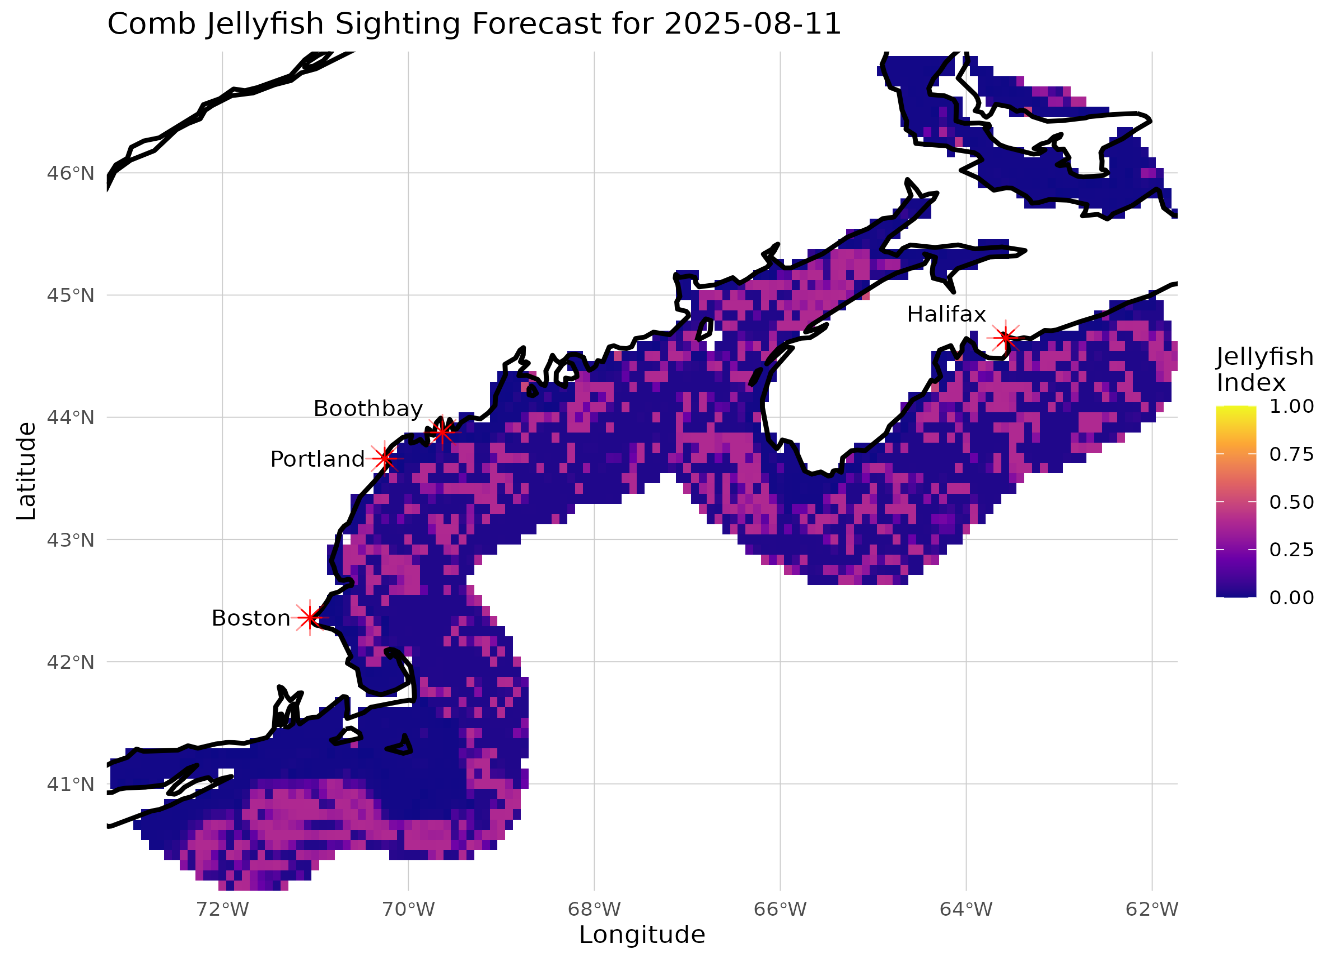 Comb Jellyfish Sighting Forecast for 2025-08-11
46°N
45°N
44°N
43°N
42°N
41°N
Latitude
Halifax
Boothbay
Portland
Boston
72°W
70°W
68°W
66°W
64°W
62°W
Longitude
Jellyfish
Index
1.00
0.75
0.50
0.25
0.00